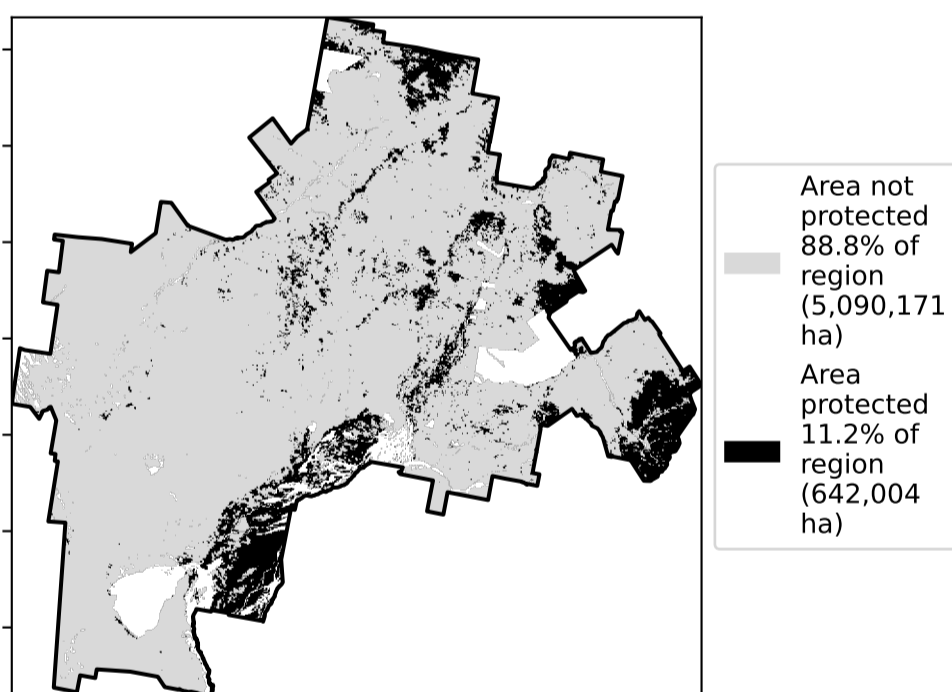 Area not
protected
88.8% of
region
(5,090,171
ha)
Area
protected
11.2% of
region
(642,004
ha)